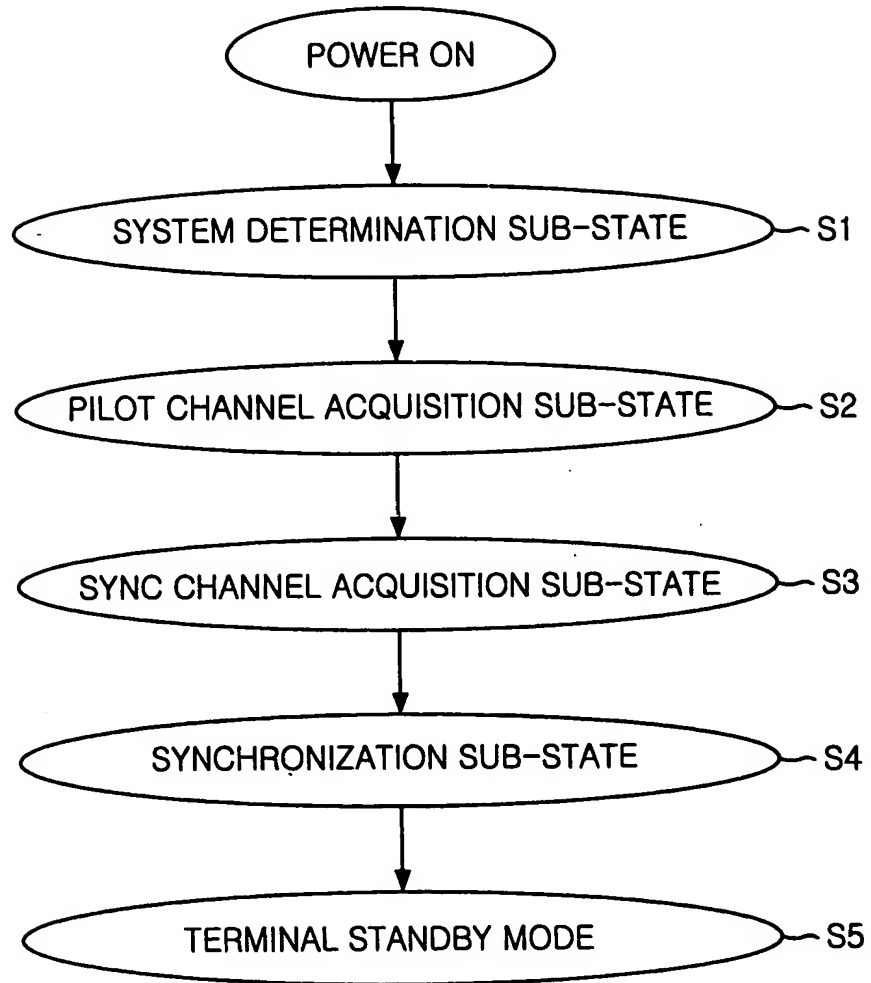 POWER ON
SYSTEM DETERMINATION SUB-STATE S1
PILOT CHANNEL ACQUISITION SUB-STATE S2
SYNC CHANNEL ACQUISITION SUB-STATE S3
SYNCHRONIZATION SUB-STATE S4
TERMINAL STANDBY MODE S5